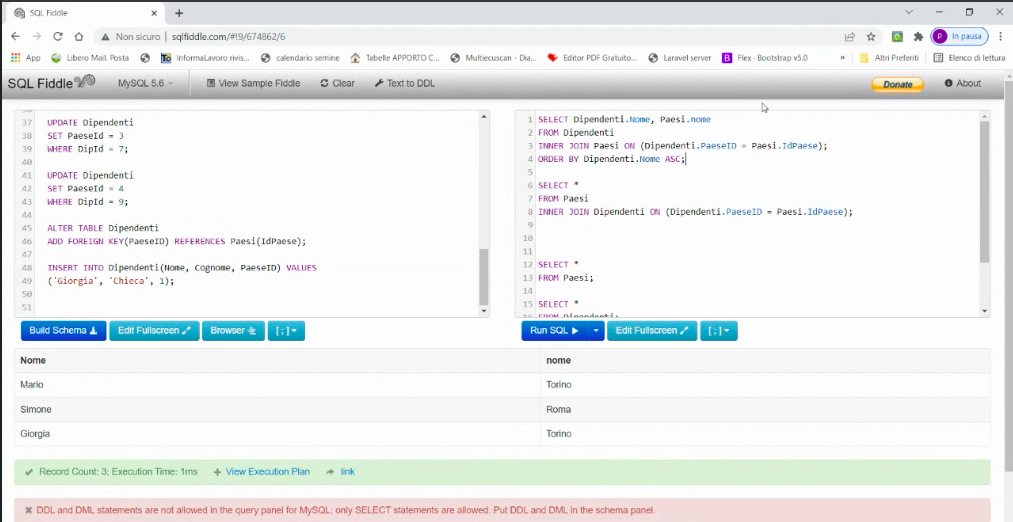 SQL Fiddle
Non sicuro | sqlfiddle.com/#!9/674862/6
In pausa
App
Libero Mail. Posta
InformaLavoro rivis...
calendario semine
Tabelle APPORTO C...
Multiecuscan - Dia...
Editor PDF Gratuito...
Laravel server
Flex · Bootstrap v5.0
»
Altri Preferiti
Elenco di lettura
SQL Fiddle
MySQL 5.6
View Sample Fiddle
Clear
Text to DDL
Donate
About
37 UPDATE Dipendenti
38 SET PaeseId = 3
39 WHERE DipId = 7;
40
41 UPDATE Dipendenti
42 SET PaeseId = 4
43 WHERE DipId = 9;
44
45 ALTER TABLE Dipendenti
46 ADD FOREIGN KEY(PaeseID) REFERENCES Paesi(IdPaese);
47
48 INSERT INTO Dipendenti(Nome, Cognome, PaeseID) VALUES
49 ('Giorgia', 'Chieca', 1);
50
51
1 SELECT Dipendenti.Nome, Paesi.nome
2 FROM Dipendenti
3 INNER JOIN Paesi ON (Dipendenti.PaeseID = Paesi.IdPaese);
4 ORDER BY Dipendenti.Nome ASC;
5
6 SELECT *
7 FROM Paesi
8 INNER JOIN Dipendenti ON (Dipendenti.PaeseID = Paesi.IdPaese);
9
10
11
12 SELECT *
13 FROM Paesi;
14
15 SELECT *
16 FROM Dipendenti;
Build Schema
Edit Fullscreen
Browser
[ ; ]
Run SQL
Edit Fullscreen
[ ; ]
Nome nome
Mario Torino
Simone Roma
Giorgia Torino
Record Count: 3; Execution Time: 1ms
View Execution Plan
link
DDL and DML statements are not allowed in the query panel for MySQL; only SELECT statements are allowed. Put DDL and DML in the schema panel.